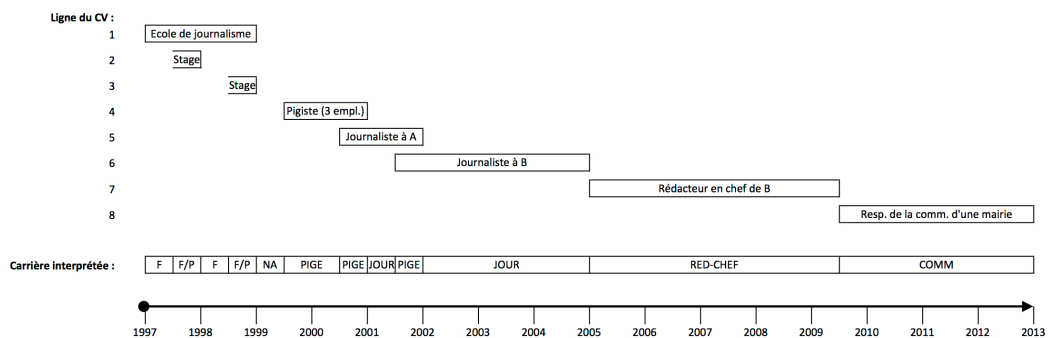 Ligne du CV :
1 Ecole de journalisme
2 Stage
3 Stage
4 Pigiste (3 empl.)
5 Journaliste à A
6 Journaliste à B
7 Rédacteur en chef de B
8 Resp. de la comm. d'une mairie
Carrière interprétée : F F/P F F/P NA PIGE PIGE JOUR PIGE JOUR RED-CHEF COMM
1997 1998 1999 2000 2001 2002 2003 2004 2005 2006 2007 2008 2009 2010 2011 2012 2013